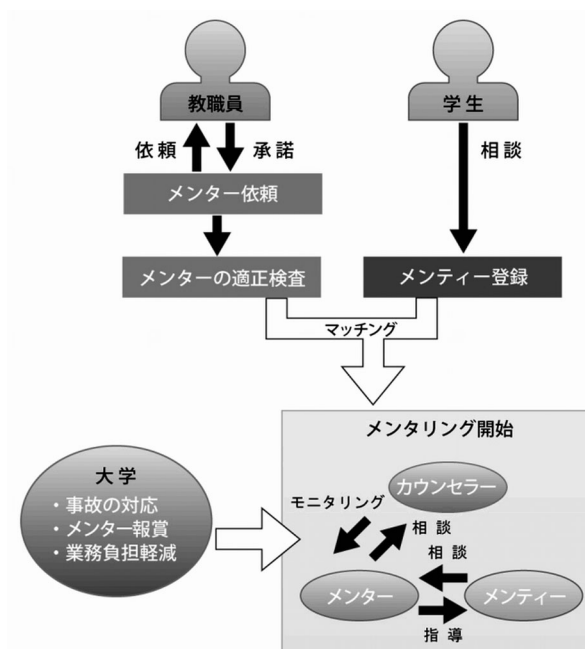 教職員
学生
依頼
承諾
相談
メンター依頼
メンターの適正検査
メンティー登録
マッチング
メンタリング開始
大学
・事故の対応
・メンター報賞
・業務負担軽減
カウンセラー
モニタリング
相談
相談
メンター
メンティー
指導